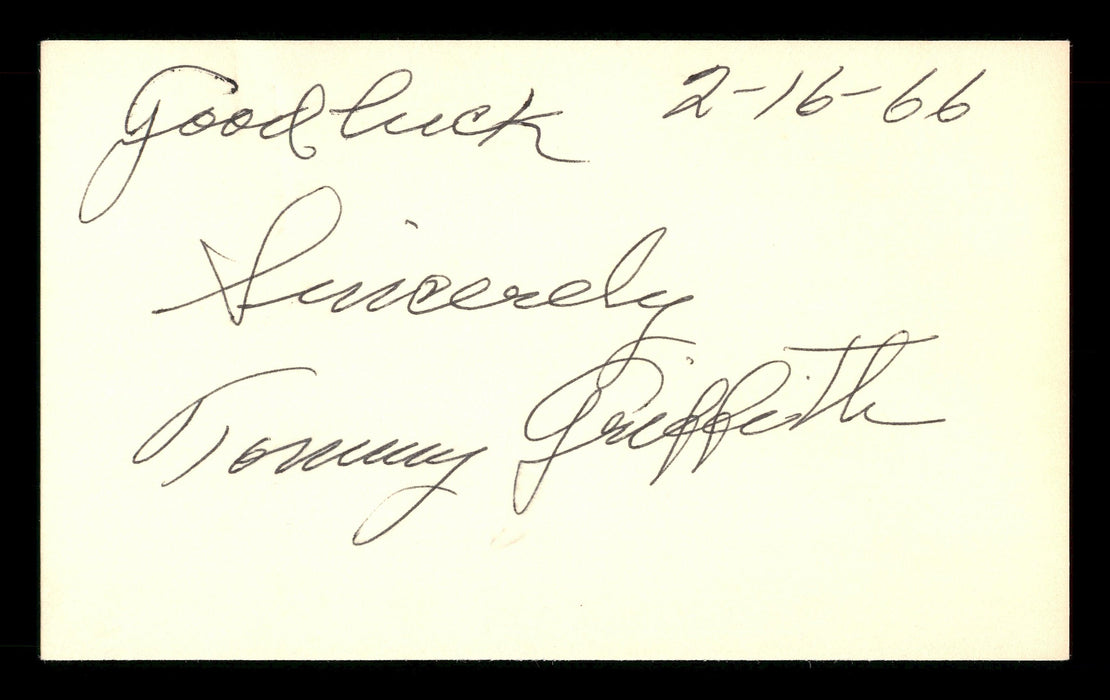 Good luck 2-16-66
Sincerely
Tommy Griffith